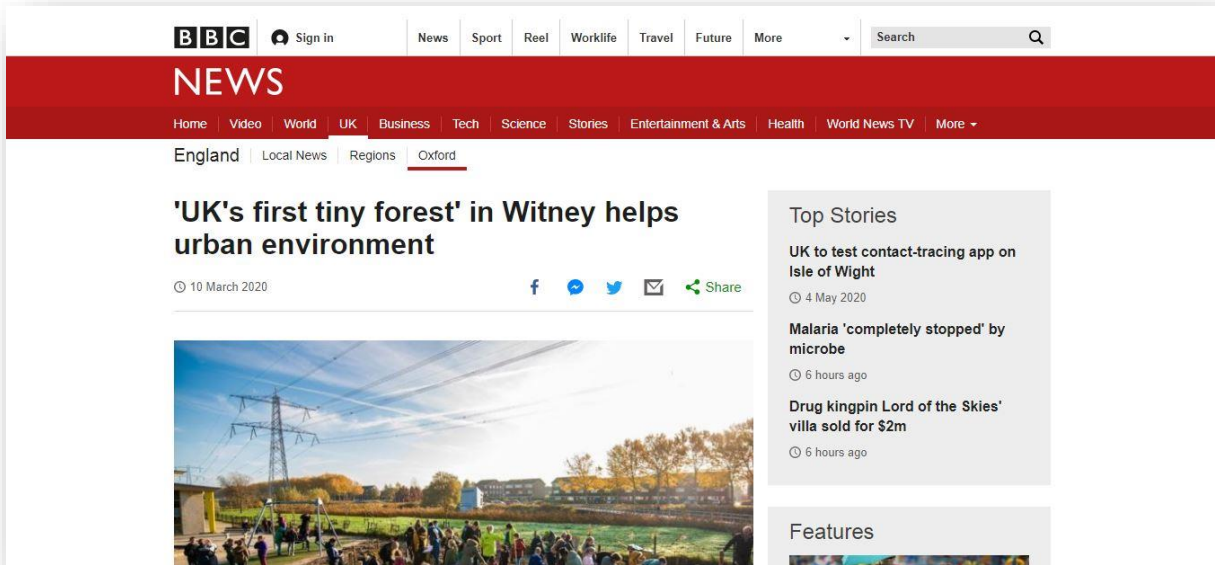 BBC Sign in News Sport Reel Worklife Travel Future More Search
NEWS
Home Video World UK Business Tech Science Stories Entertainment & Arts Health World News TV More
England Local News Regions Oxford
'UK's first tiny forest' in Witney helps
urban environment
10 March 2020
Share
Top Stories
UK to test contact-tracing app on
Isle of Wight
4 May 2020
Malaria 'completely stopped' by
microbe
6 hours ago
Drug kingpin Lord of the Skies'
villa sold for $2m
6 hours ago
Features